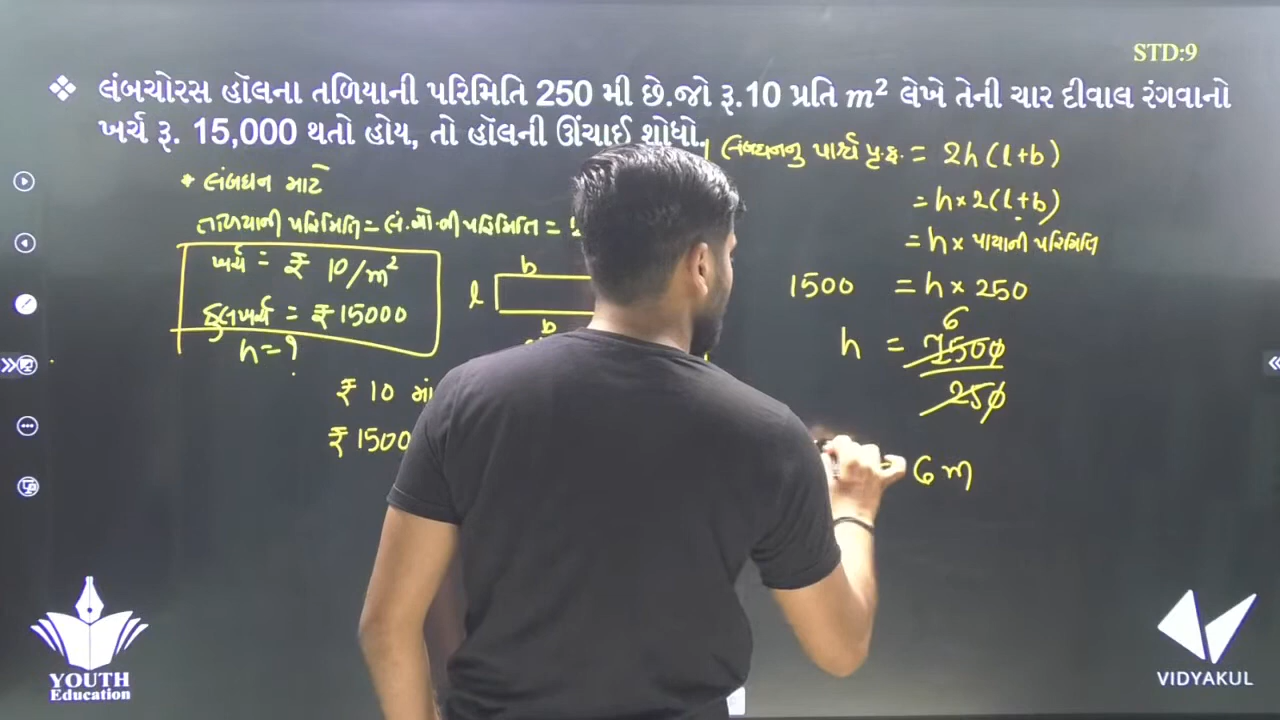 STD:9
❖ લંબચોરસ હૉલના તળિયાની પરિમિતિ 250 મી છે.જો રૂ.10 પ્રતિ m² લેખે તેની ચાર દીવાલ રંગવાનો
ખર્ચ રૂ. 15,000 થતો હોય, તો હૉલની ઊંચાઈ શોધો.
* લંબઘન માટે
તળિયાની પરિમિતિ = લં.ચો.ની પરિમિતિ =
ખર્ચ = ₹ 10/m²
કુલખર્ચ = ₹ 15000
h = ?
b
l
b
₹ 10 માં
₹ 1500
લંબઘનનુ પાર્શ્વ પૃ.ફ. = 2h(l+b)
= h×2(l+b)
= h× પાયાની પરિમિતિ
1500 = h × 250
6
h = 1500
250
6 m
YOUTH
Education
VIDYAKUL